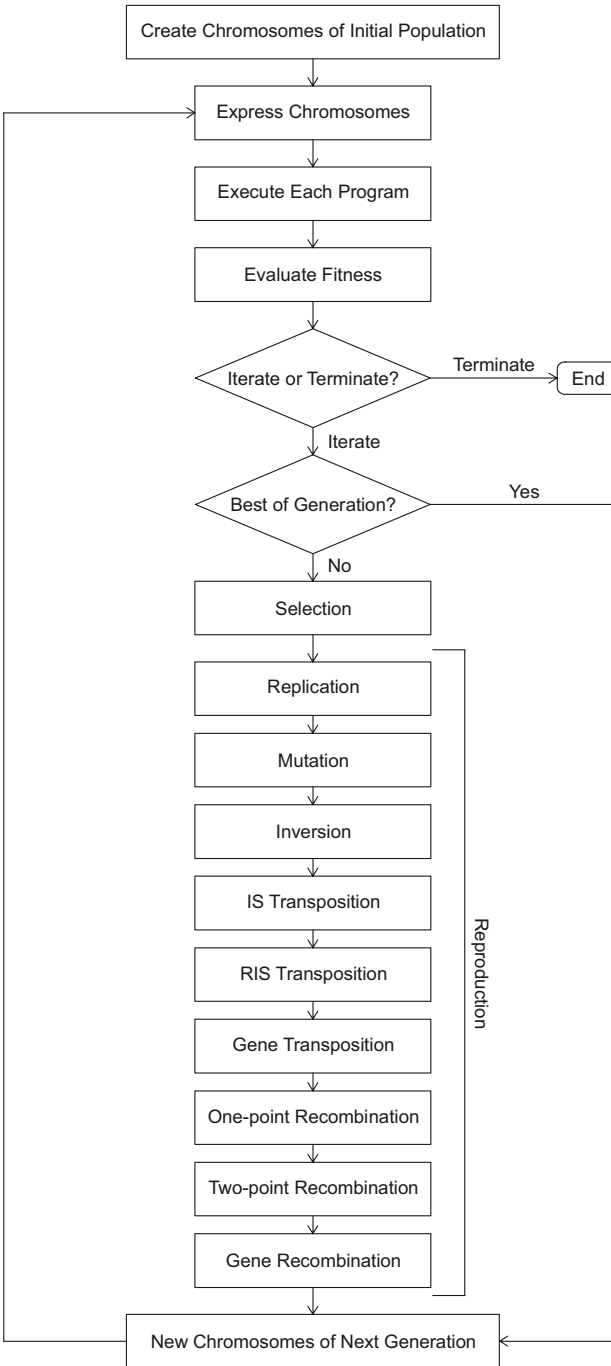 Create Chromosomes of Initial Population
Express Chromosomes
Execute Each Program
Evaluate Fitness
Iterate or Terminate?
Terminate
End
Iterate
Best of Generation?
Yes
No
Selection
Replication
Mutation
Inversion
IS Transposition
RIS Transposition
Gene Transposition
One-point Recombination
Two-point Recombination
Gene Recombination
Reproduction
New Chromosomes of Next Generation